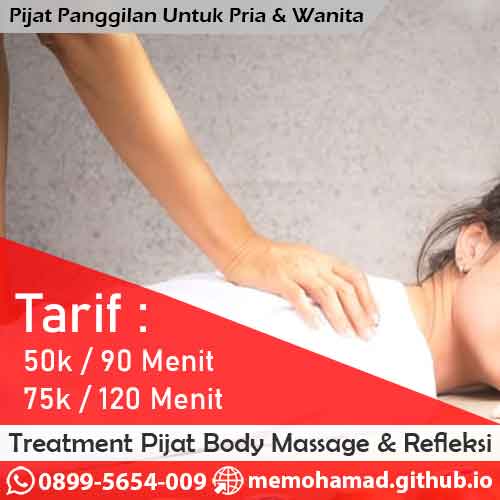 Pijat Panggilan Untuk Pria & Wanita
Tarif :
50k / 90 Menit
75k / 120 Menit
Treatment Pijat Body Massage & Refleksi
0899-5654-009 memohamad.github.io